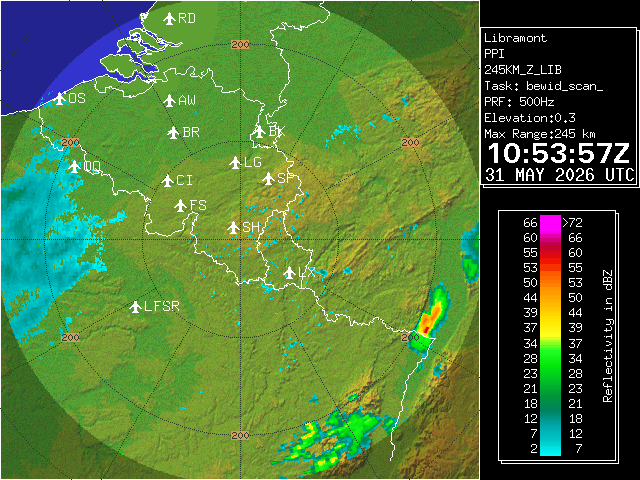 RD
200
OS
AW
BR
BK
200
200
OO
LG
CI
SP
FS
SH
LX
LFSR
200
200
200
Libramont
PPI
245KM_Z_LIB
Task: bewid_scan_
PRF: 500Hz
Elevation:0.3
Max Range:245 km
10:53:57Z
31 MAY 2026 UTC
66 >72
60 66
55 60
53 55
50 53
44 50
39 44
37 39
34 37
28 34
23 28
21 23
18 21
12 18
7 12
2 7
Reflectivity in dBZ